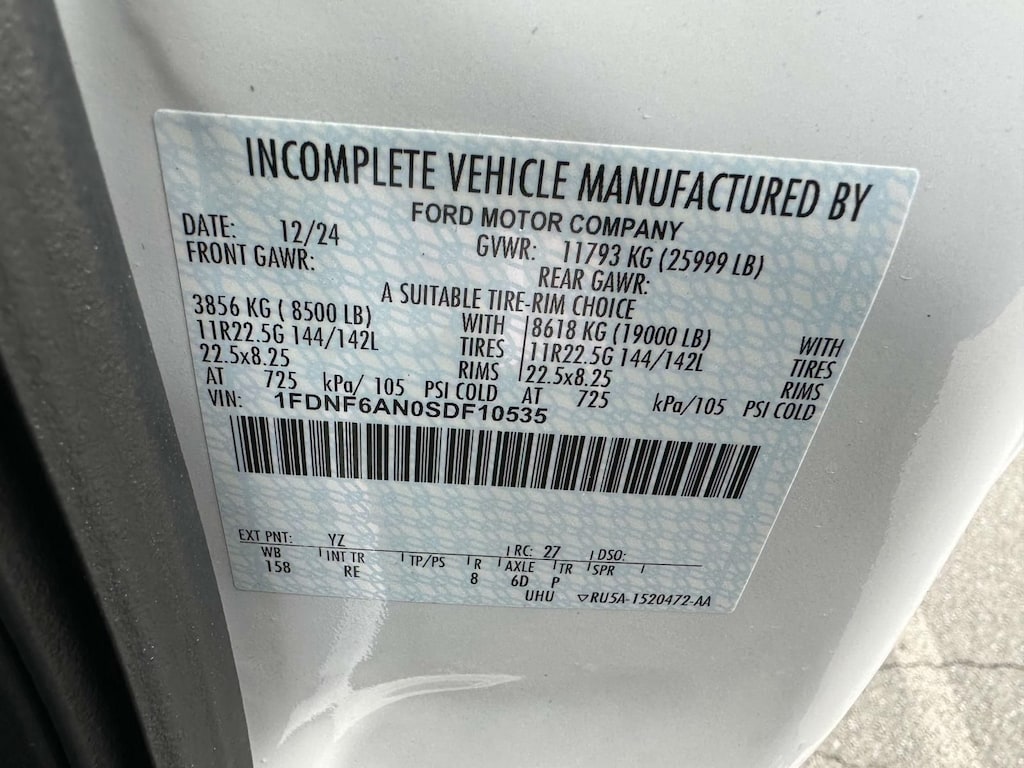 INCOMPLETE VEHICLE MANUFACTURED BY
FORD MOTOR COMPANY
DATE: 12/24 GVWR: 11793 KG (25999 LB)
FRONT GAWR: REAR GAWR:
A SUITABLE TIRE-RIM CHOICE
3856 KG ( 8500 LB) WITH 8618 KG (19000 LB) WITH
11R22.5G 144/142L TIRES 11R22.5G 144/142L TIRES
22.5x8.25 RIMS 22.5x8.25 RIMS
AT 725 kPa/ 105 PSI COLD AT 725 kPa/105 PSI COLD
VIN: 1FDNF6AN0SDF10535
EXT PNT: YZ RC: 27 DSO:
WB INT TR TP/PS R AXLE TR SPR
158 RE 8 6D P
UHU ▽RU5A-1520472-AA